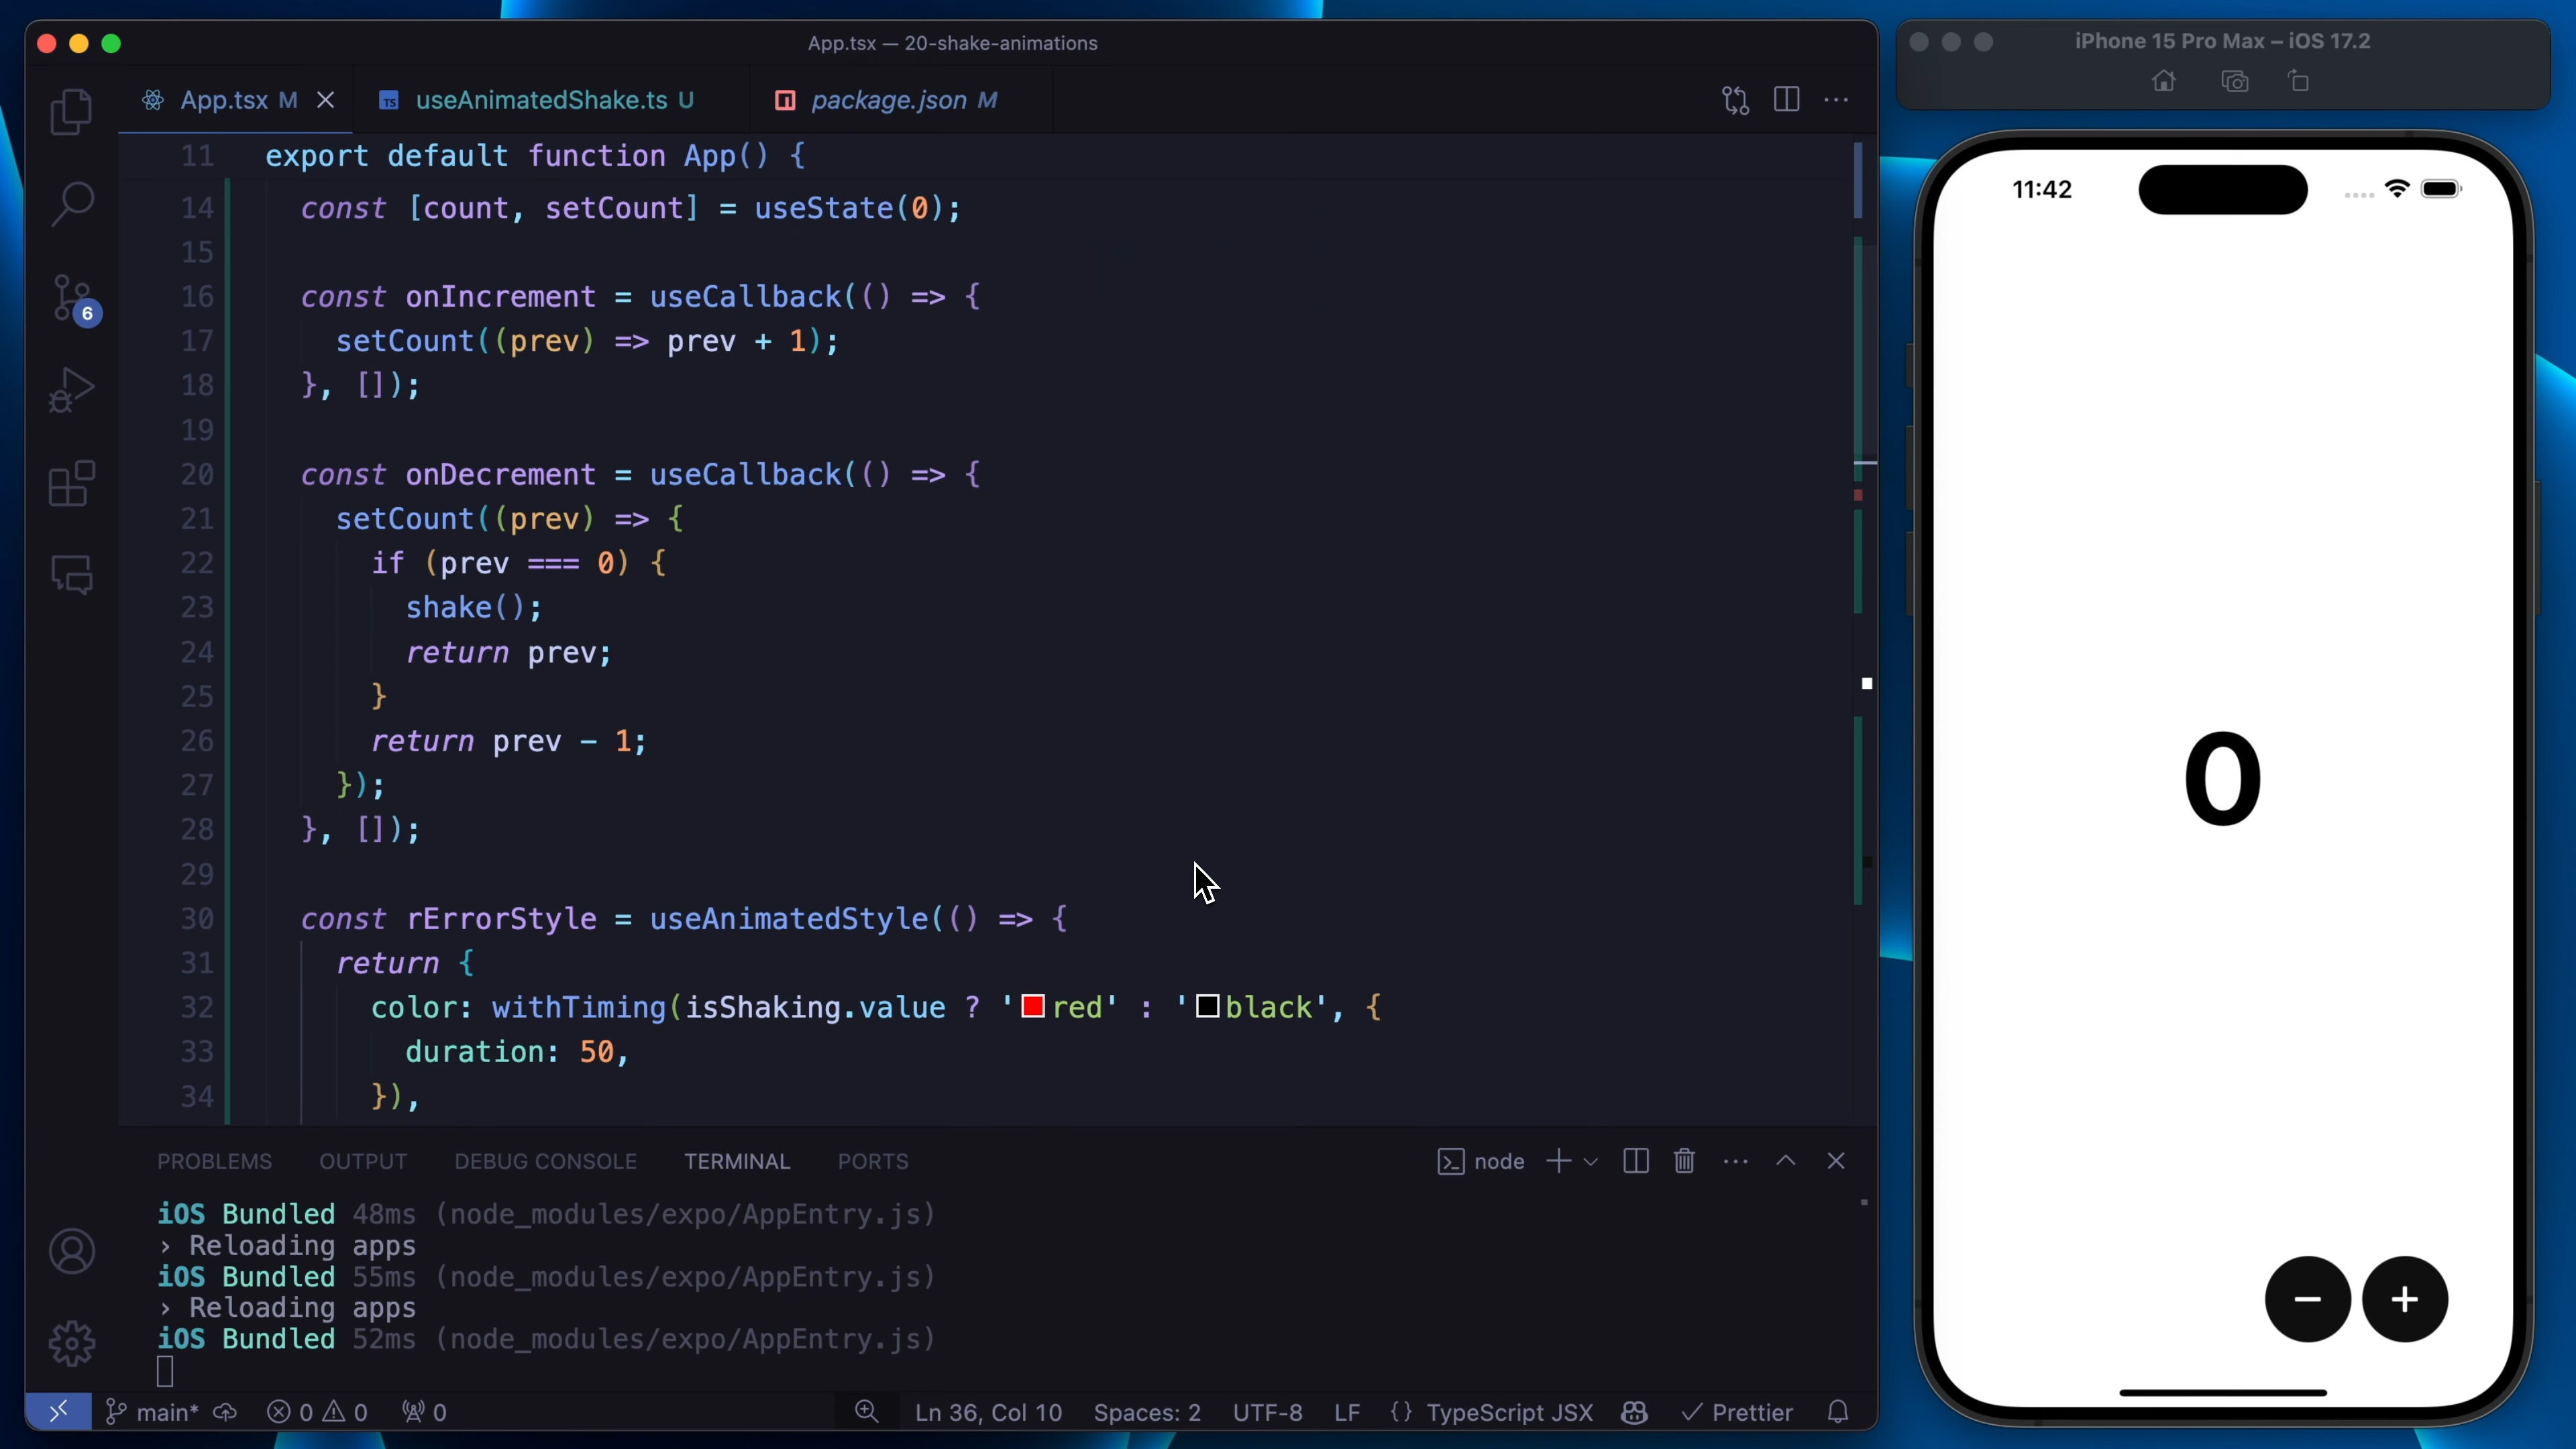 App.tsx — 20-shake-animations
App.tsx M
TS useAnimatedShake.ts U
package.json M
11 export default function App() {
14 const [count, setCount] = useState(0);
15
16 const onIncrement = useCallback(() => {
17 setCount((prev) => prev + 1);
18 }, []);
19
20 const onDecrement = useCallback(() => {
21 setCount((prev) => {
22 if (prev === 0) {
23 shake();
24 return prev;
25 }
26 return prev - 1;
27 });
28 }, []);
29
30 const rErrorStyle = useAnimatedStyle(() => {
31 return {
32 color: withTiming(isShaking.value ? 'red' : 'black', {
33 duration: 50,
34 }),
6
PROBLEMS OUTPUT DEBUG CONSOLE TERMINAL PORTS
node
iOS Bundled 48ms (node_modules/expo/AppEntry.js)
› Reloading apps
iOS Bundled 55ms (node_modules/expo/AppEntry.js)
› Reloading apps
iOS Bundled 52ms (node_modules/expo/AppEntry.js)
main* 0 0 0
Ln 36, Col 10 Spaces: 2 UTF-8 LF {} TypeScript JSX Prettier
iPhone 15 Pro Max – iOS 17.2
11:42
0
− +